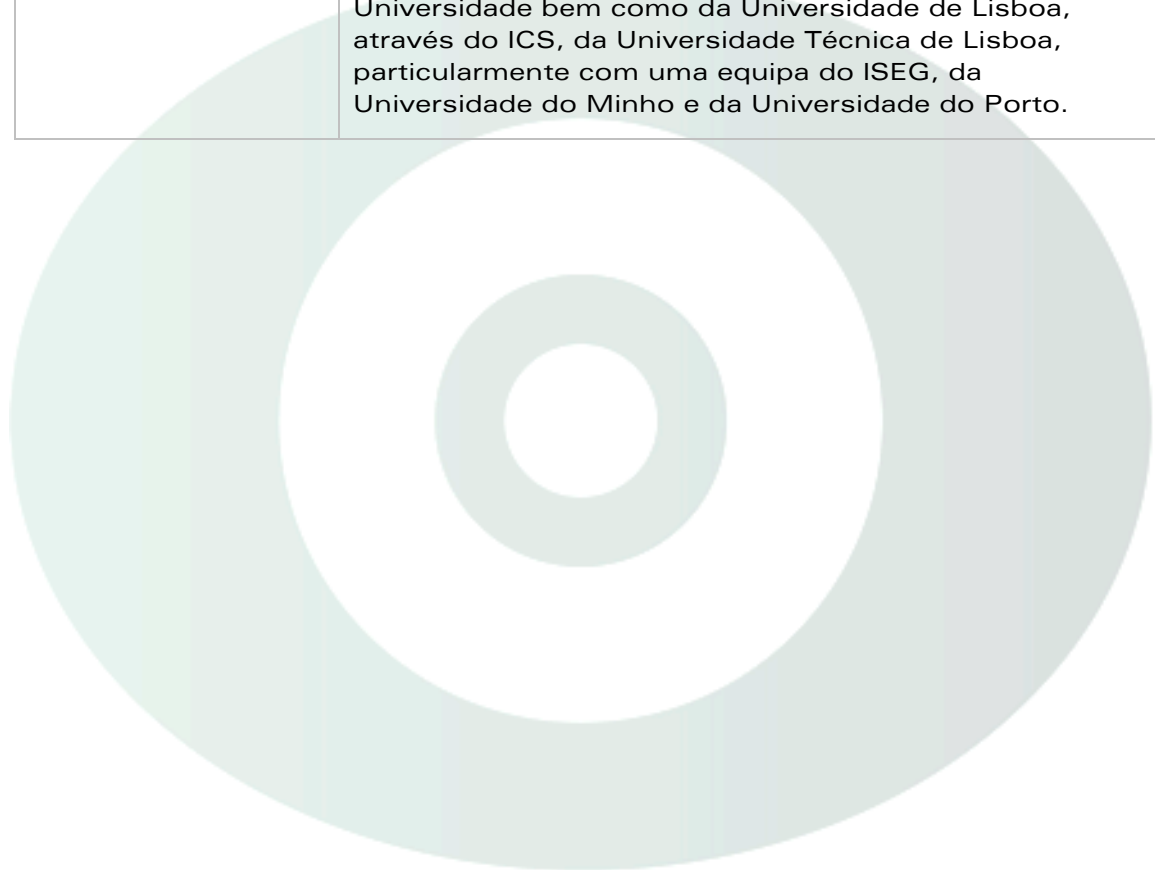 Universidade bem como da Universidade de Lisboa,
através do ICS, da Universidade Técnica de Lisboa,
particularmente com uma equipa do ISEG, da
Universidade do Minho e da Universidade do Porto.